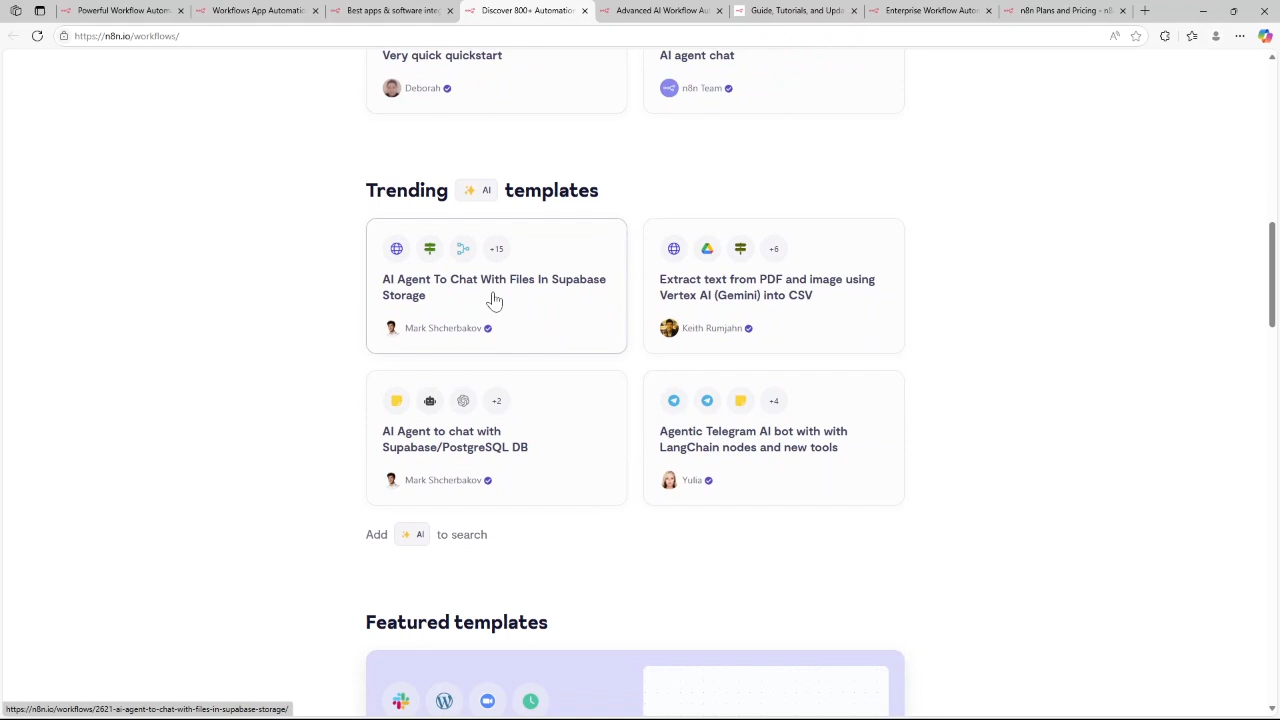 Powerful Workflow Automa
Workflows App Automatio
Best apps & software inte
Discover 800+ Automation
Advanced AI Workflow Au
Guide, Tutorials, and Upda
Enterprise Workflow Auton
n8n Plans and Pricing - n8n
https://n8n.io/workflows/
Very quick quickstart
AI agent chat
Deborah
n8n Team
Trending AI templates
+15
+6
AI Agent To Chat With Files In Supabase
Storage
Extract text from PDF and image using
Vertex AI (Gemini) into CSV
Mark Shcherbakov
Keith Rumjahn
+2
+4
AI Agent to chat with
Supabase/PostgreSQL DB
Agentic Telegram AI bot with with
LangChain nodes and new tools
Mark Shcherbakov
Yulia
Add AI to search
Featured templates
https://n8n.io/workflows/2621-ai-agent-to-chat-with-files-in-supabase-storage/